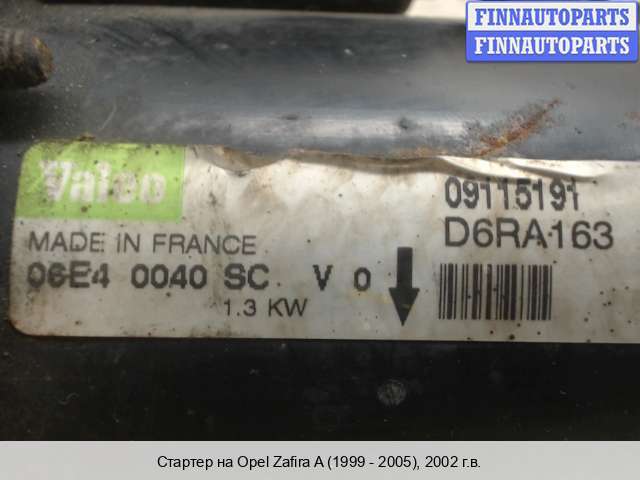 FINNAUTOPARTS
FINNAUTOPARTS
Valeo
09115191
MADE IN FRANCE
D6RA163
06E4 0040 SC V 0
1.3 KW
Стартер на Opel Zafira A (1999 - 2005), 2002 г.в.